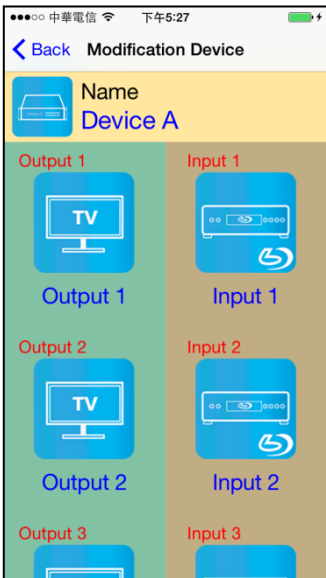 中華電信 下午5:27
Back Modification Device
Name
Device A
Output 1 Input 1
TV
Output 1 Input 1
Output 2 Input 2
TV
Output 2 Input 2
Output 3 Input 3